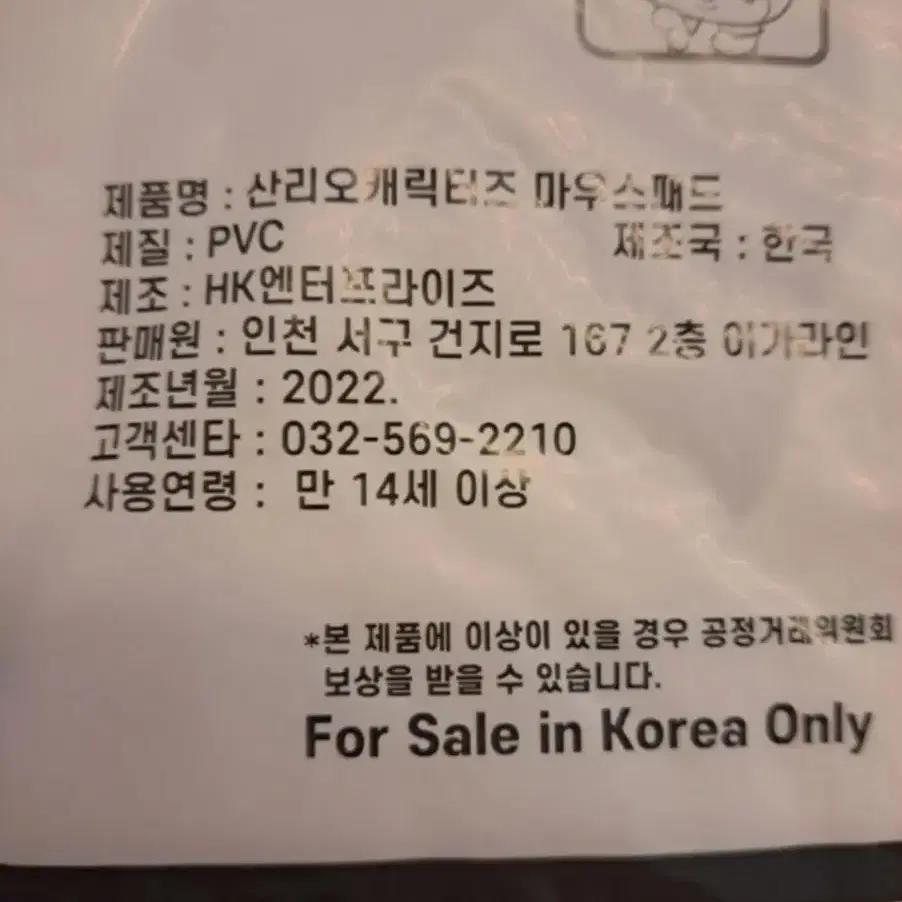 제품명 : 산리오캐릭터즈 마우스패드
제질 : PVC 제조국 : 한국
제조 : HK엔터프라이즈
판매원 : 인천 서구 건지로 167 2층 이가라인
제조년월 : 2022.
고객센타 : 032-569-2210
사용연령 : 만 14세 이상
*본 제품에 이상이 있을 경우 공정거래위원회
보상을 받을 수 있습니다.
For Sale in Korea Only